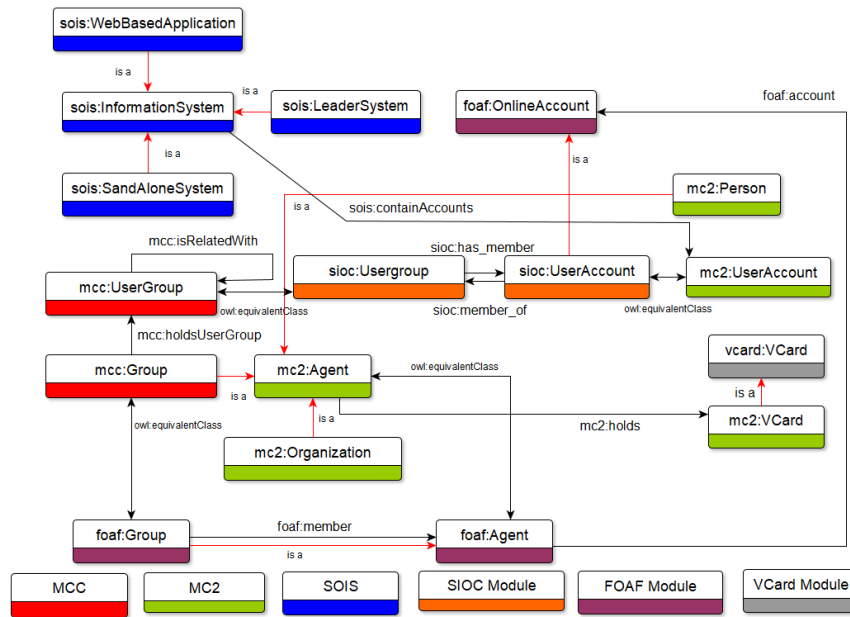 sois:WebBasedApplication
is a
sois:InformationSystem
is a
sois:LeaderSystem
foaf:OnlineAccount
foaf:account
is a
is a
sois:SandAloneSystem
mc2:Person
is a
sois:containAccounts
mcc:isRelatedWith
sioc:has_member
mcc:UserGroup
sioc:Usergroup
sioc:UserAccount
mc2:UserAccount
owl:equivalentClass
sioc:member_of
owl:equivalentClass
mcc:holdsUserGroup
vcard:VCard
mcc:Group
mc2:Agent
owl:equivalentClass
is a
is a
mc2:VCard
owl:equivalentClass
is a
mc2:holds
mc2:Organization
foaf:Group
foaf:member
foaf:Agent
is a
MCC
MC2
SOIS
SIOC Module
FOAF Module
VCard Module